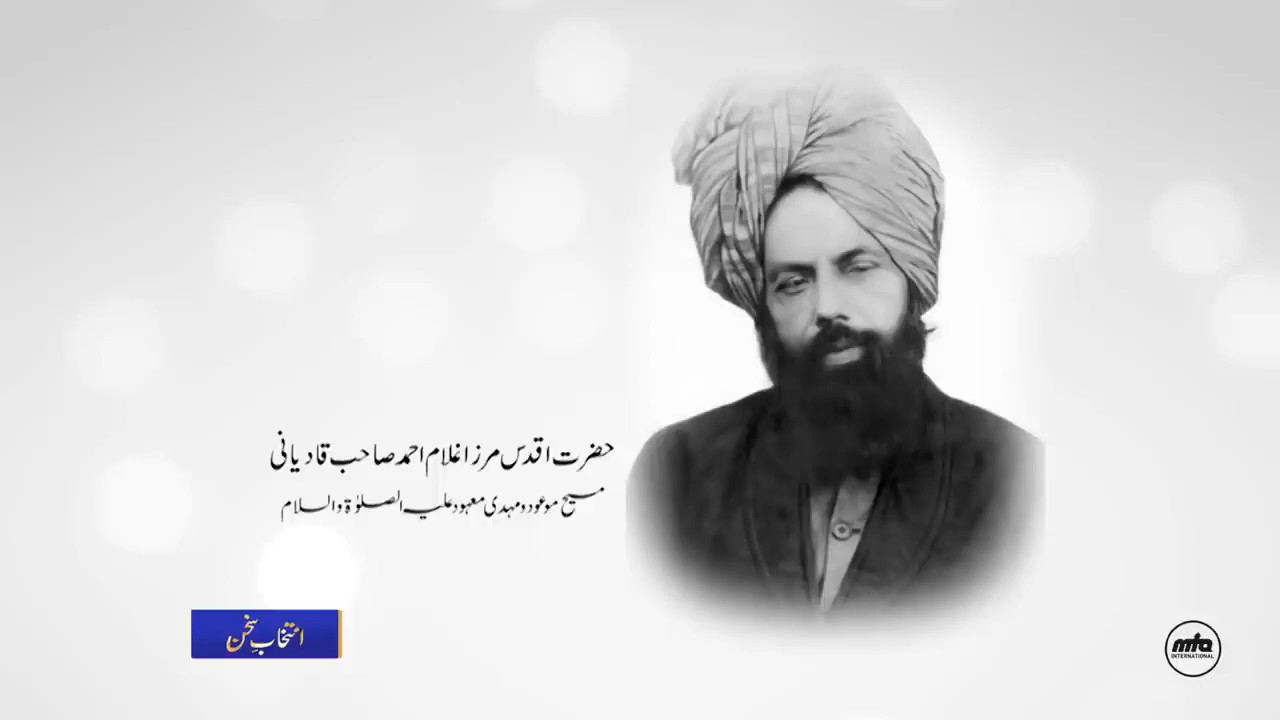 حضرت اقدس مرزا غلام احمد صاحب قادیانی
مسیح موعود و مہدی معہود علیہ الصلوٰۃ والسلام
انتخابِ سخن
mta
INTERNATIONAL